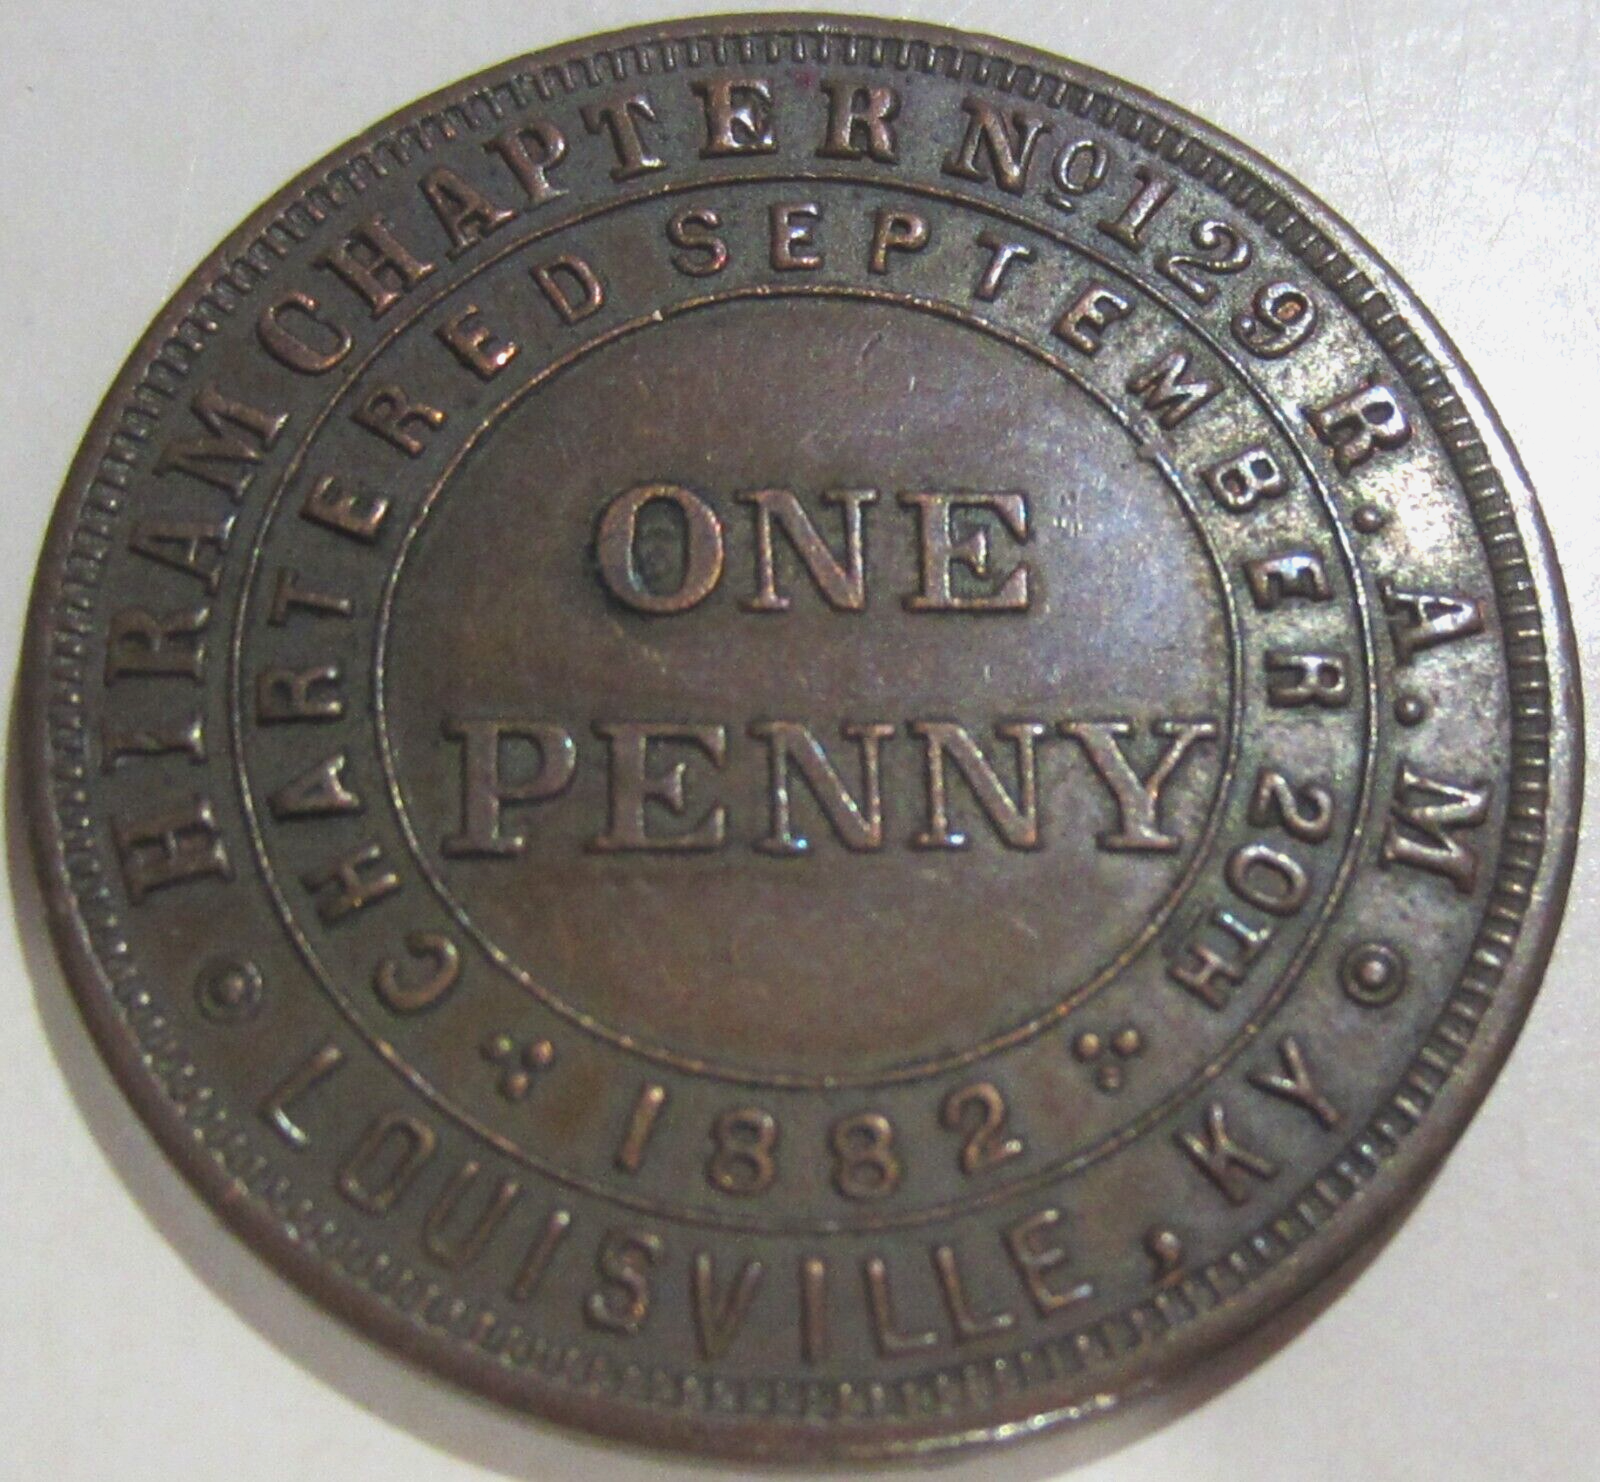 HIRAM CHAPTER No 129 R.A.M.
CHARTERED SEPTEMBER 20TH
1882
ONE
PENNY
LOUISVILLE, KY